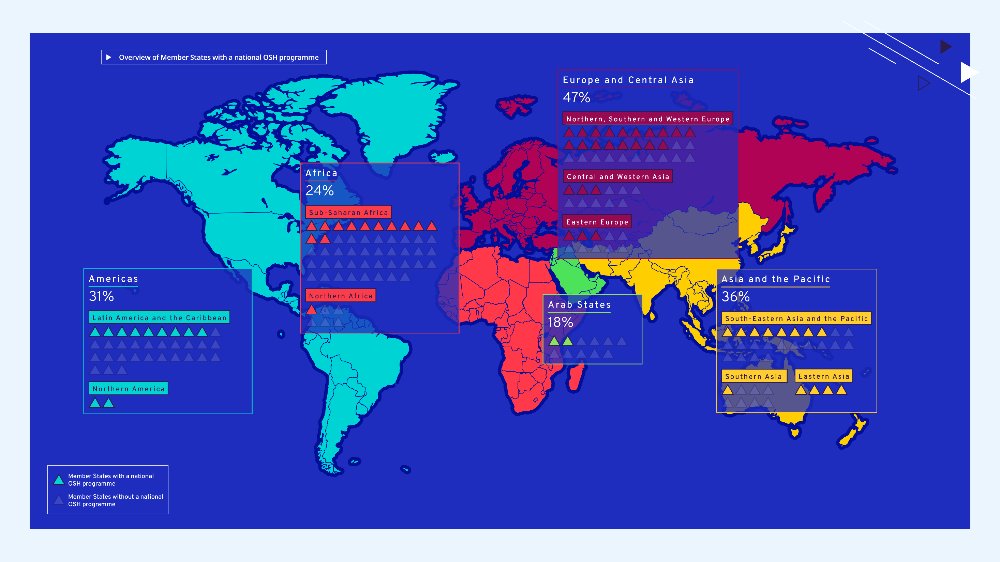 Overview of Member States with a national OSH programme
Europe and Central Asia
47%
Northern, Southern and Western Europe
Central and Western Asia
Eastern Europe
Africa
24%
Sub-Saharan Africa
Northern Africa
Americas
31%
Latin America and the Caribbean
Northern America
Arab States
18%
Asia and the Pacific
36%
South-Eastern Asia and the Pacific
Southern Asia
Eastern Asia
Member States with a national
OSH programme
Member States without a national
OSH programme